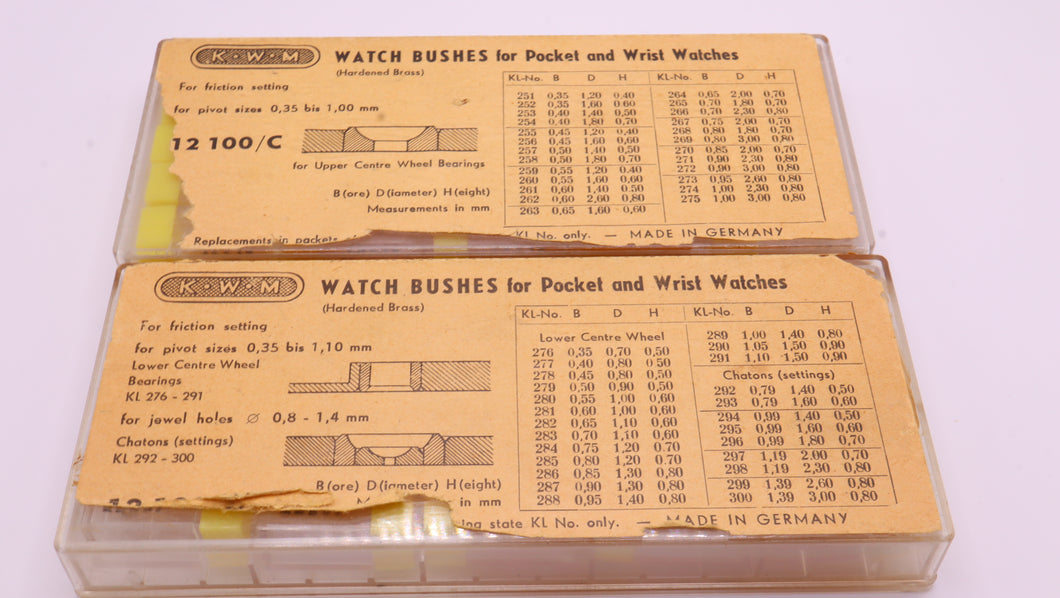 K·W·M
WATCH BUSHES for Pocket and Wrist Watches
(Hardened Brass)
For friction setting
for pivot sizes 0,35 bis 1,00 mm
12 100/C
for Upper Centre Wheel Bearings
B(ore) D(iameter) H(eight)
Measurements in mm
Replacements in packets
KL-No. B D H
251 0,35 1,20 0,40
252 0,35 1,60 0,60
253 0,40 1,40 0,50
254 0,40 1,80 0,70
255 0,45 1,20 0,40
256 0,45 1,60 0,60
257 0,50 1,40 0,50
258 0,50 1,80 0,70
259 0,55 1,20 0,40
260 0,55 1,60 0,60
261 0,60 1,40 0,50
262 0,60 2,60 0,80
263 0,65 1,60 0,60
KL-No. B D H
264 0,65 2,00 0,70
265 0,70 1,80 0,70
266 0,70 2,30 0,80
267 0,75 2,00 0,70
268 0,80 1,80 0,70
269 0,80 3,00 0,80
270 0,85 2,00 0,70
271 0,90 2,30 0,80
272 0,90 3,00 0,80
273 0,95 2,60 0,80
274 1,00 2,30 0,80
275 1,00 3,00 0,80
KL No. only. — MADE IN GERMANY
K·W·M
WATCH BUSHES for Pocket and Wrist Watches
(Hardened Brass)
For friction setting
for pivot sizes 0,35 bis 1,10 mm
Lower Centre Wheel
Bearings
KL 276 - 291
for jewel holes ∅ 0,8 - 1,4 mm
Chatons (settings)
KL 292 - 300
B(ore) D(iameter) H(eight)
in mm
KL-No. B D H
Lower Centre Wheel
276 0,35 0,70 0,50
277 0,40 0,80 0,50
278 0,45 0,80 0,50
279 0,50 0,90 0,50
280 0,55 1,00 0,60
281 0,60 1,00 0,60
282 0,65 1,10 0,60
283 0,70 1,10 0,60
284 0,75 1,20 0,70
285 0,80 1,20 0,70
286 0,85 1,30 0,80
287 0,90 1,30 0,80
288 0,95 1,40 0,80
KL-No. B D H
289 1,00 1,40 0,80
290 1,05 1,50 0,90
291 1,10 1,50 0,90
Chatons (settings)
292 0,79 1,40 0,50
293 0,79 1,60 0,60
294 0,99 1,40 0,50
295 0,99 1,60 0,60
296 0,99 1,80 0,70
297 1,19 2,00 0,70
298 1,19 2,30 0,80
299 1,39 2,60 0,80
300 1,39 3,00 0,80
state KL No. only. — MADE IN GERMANY